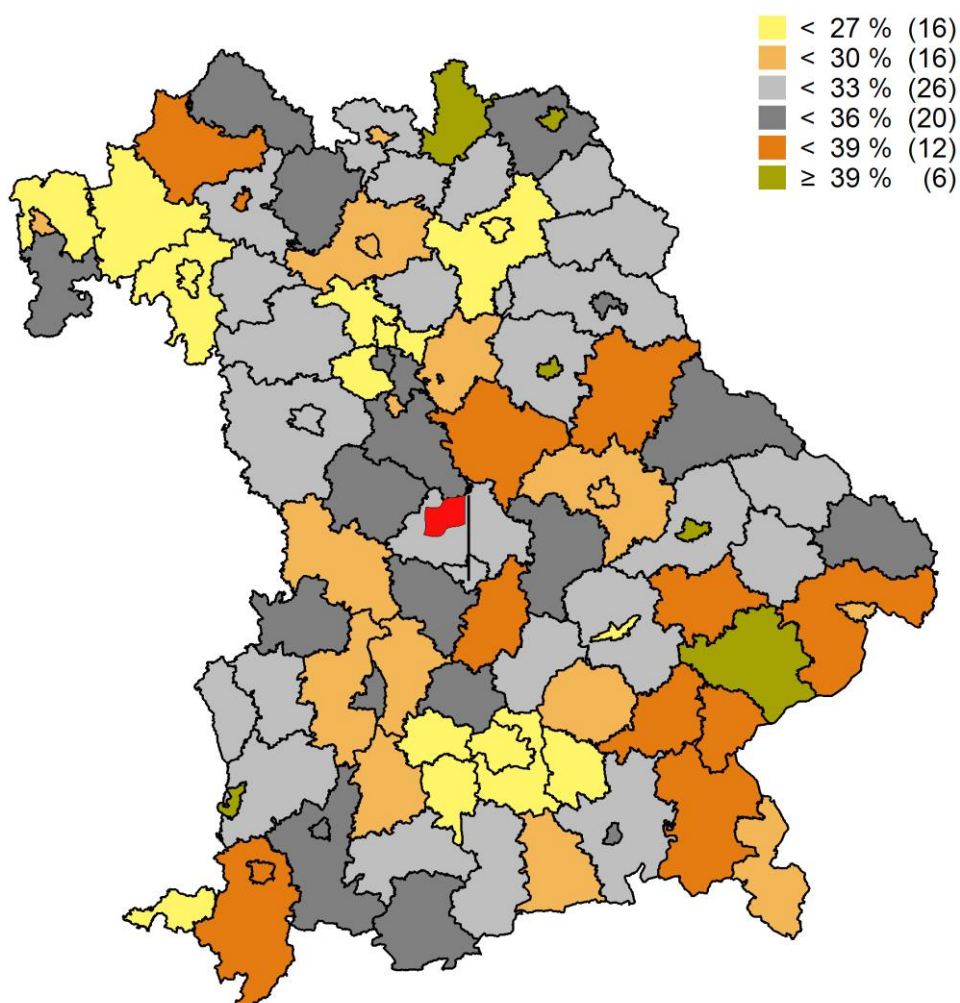 < 27 % (16)
< 30 % (16)
< 33 % (26)
< 36 % (20)
< 39 % (12)
≥ 39 % (6)